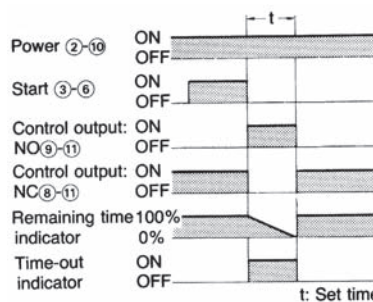 t
Power ②-⑩ ON
OFF
Start ③-⑥ ON
OFF
Control output: ON
NO⑨-⑪ OFF
Control output: ON
NC⑧-⑪ OFF
Remaining time 100%
indicator 0%
Time-out ON
indicator OFF
t: Set time